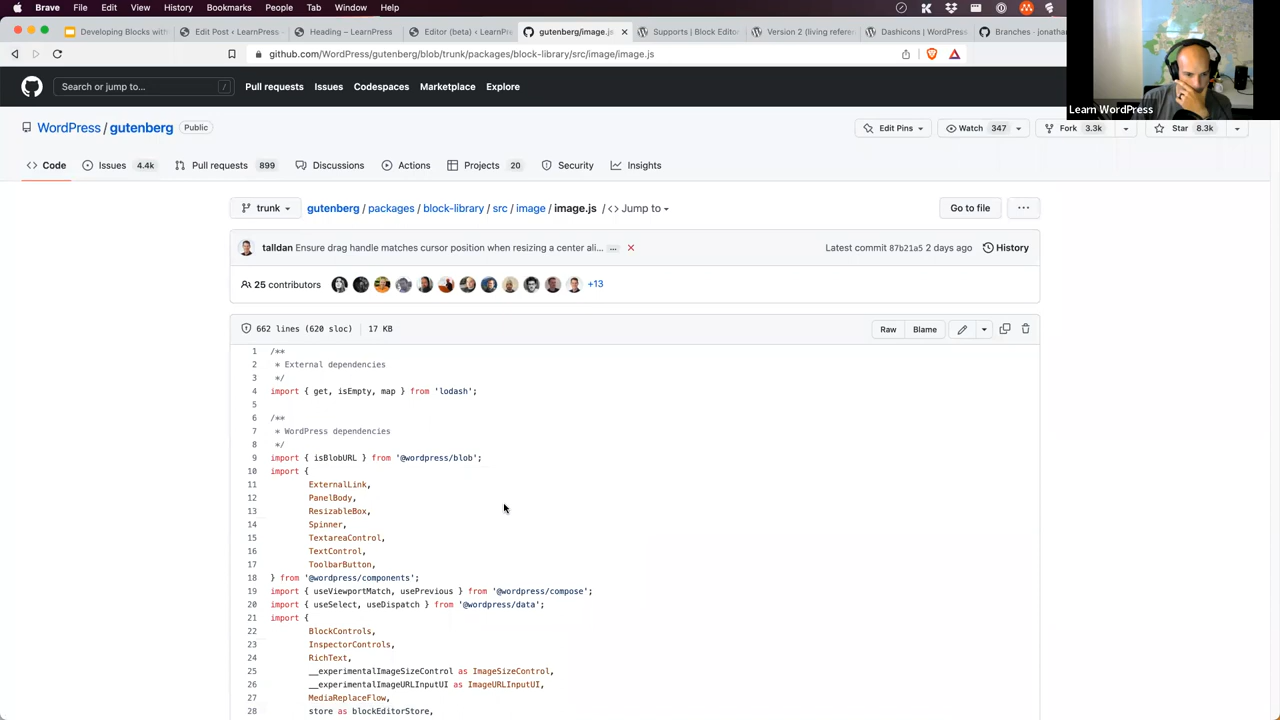 Brave File Edit View History Bookmarks People Tab Window Help
Developing Blocks with
Edit Post ‹ LearnPress
Heading – LearnPress
Editor (beta) ‹ LearnPress
gutenberg/image.js
Supports | Block Editor
Version 2 (living refere
Dashicons | WordPress
Branches · jonatha
github.com/WordPress/gutenberg/blob/trunk/packages/block-library/src/image/image.js
Learn WordPress
Search or jump to... /
Pull requests Issues Codespaces Marketplace Explore
WordPress / gutenberg Public
Edit Pins Watch 347 Fork 3.3k Star 8.3k
Code Issues 4.4k Pull requests 899 Discussions Actions Projects 20 Security Insights
trunk gutenberg / packages / block-library / src / image / image.js / <> Jump to Go to file ...
talldan Ensure drag handle matches cursor position when resizing a center ali... ... Latest commit 87b21a5 2 days ago History
25 contributors +13
662 lines (620 sloc) 17 KB Raw Blame
1 /**
2 * External dependencies
3 */
4 import { get, isEmpty, map } from 'lodash';
5
6 /**
7 * WordPress dependencies
8 */
9 import { isBlobURL } from '@wordpress/blob';
10 import {
11 ExternalLink,
12 PanelBody,
13 ResizableBox,
14 Spinner,
15 TextareaControl,
16 TextControl,
17 ToolbarButton,
18 } from '@wordpress/components';
19 import { useViewportMatch, usePrevious } from '@wordpress/compose';
20 import { useSelect, useDispatch } from '@wordpress/data';
21 import {
22 BlockControls,
23 InspectorControls,
24 RichText,
25 __experimentalImageSizeControl as ImageSizeControl,
26 __experimentalImageURLInputUI as ImageURLInputUI,
27 MediaReplaceFlow,
28 store as blockEditorStore,